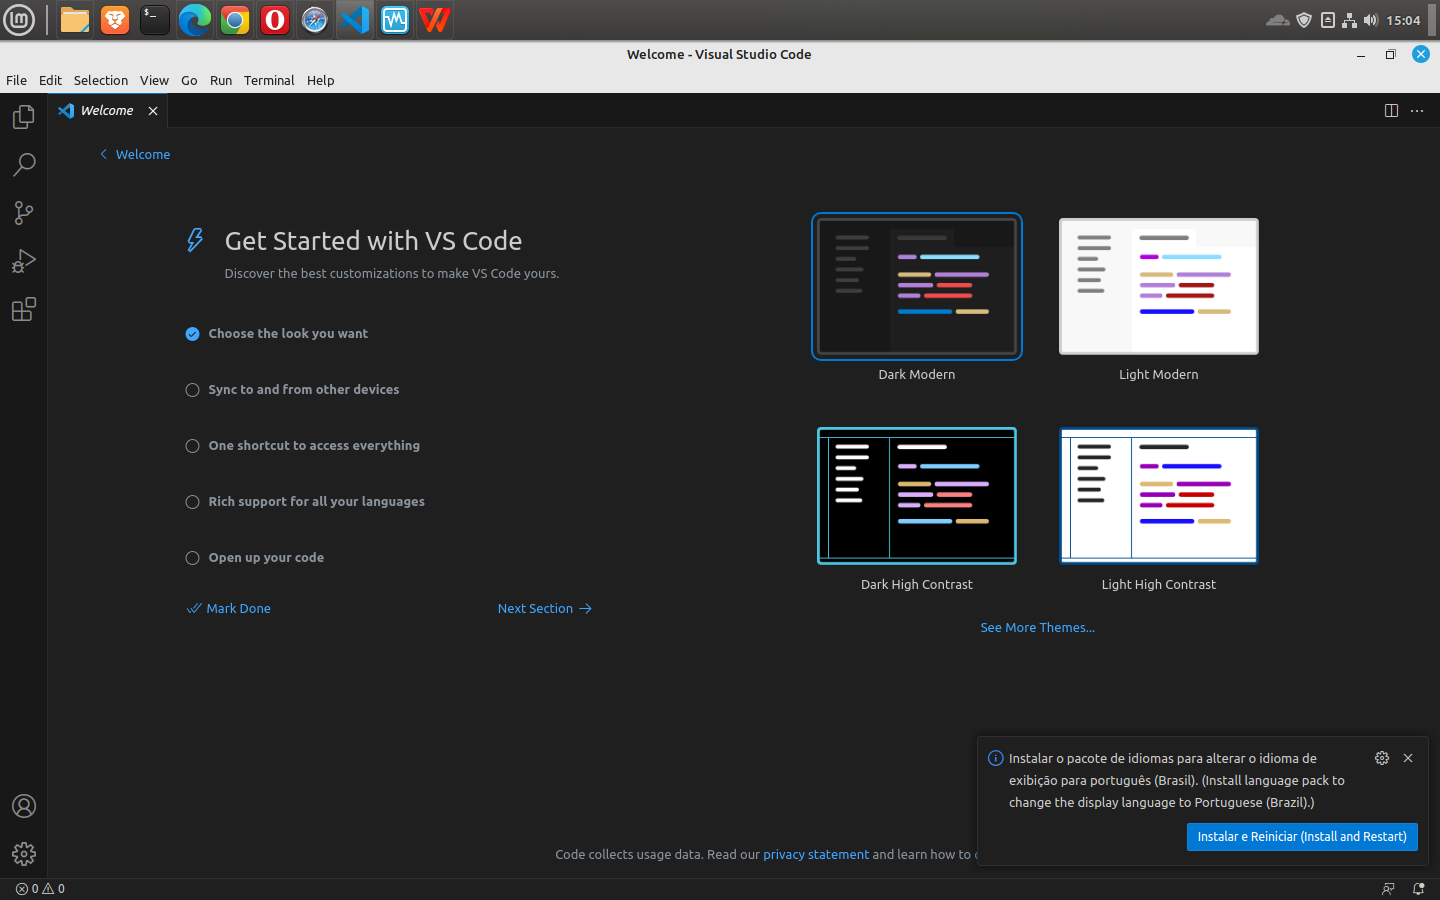 15:04
Welcome - Visual Studio Code
File Edit Selection View Go Run Terminal Help
Welcome
Welcome
Get Started with VS Code
Discover the best customizations to make VS Code yours.
Choose the look you want
Sync to and from other devices
One shortcut to access everything
Rich support for all your languages
Open up your code
Mark Done
Next Section
Dark Modern
Light Modern
Dark High Contrast
Light High Contrast
See More Themes...
Instalar o pacote de idiomas para alterar o idioma de
exibição para português (Brasil). (Install language pack to
change the display language to Portuguese (Brazil).)
Instalar e Reiniciar (Install and Restart)
Code collects usage data. Read our privacy statement and learn how to
0 0